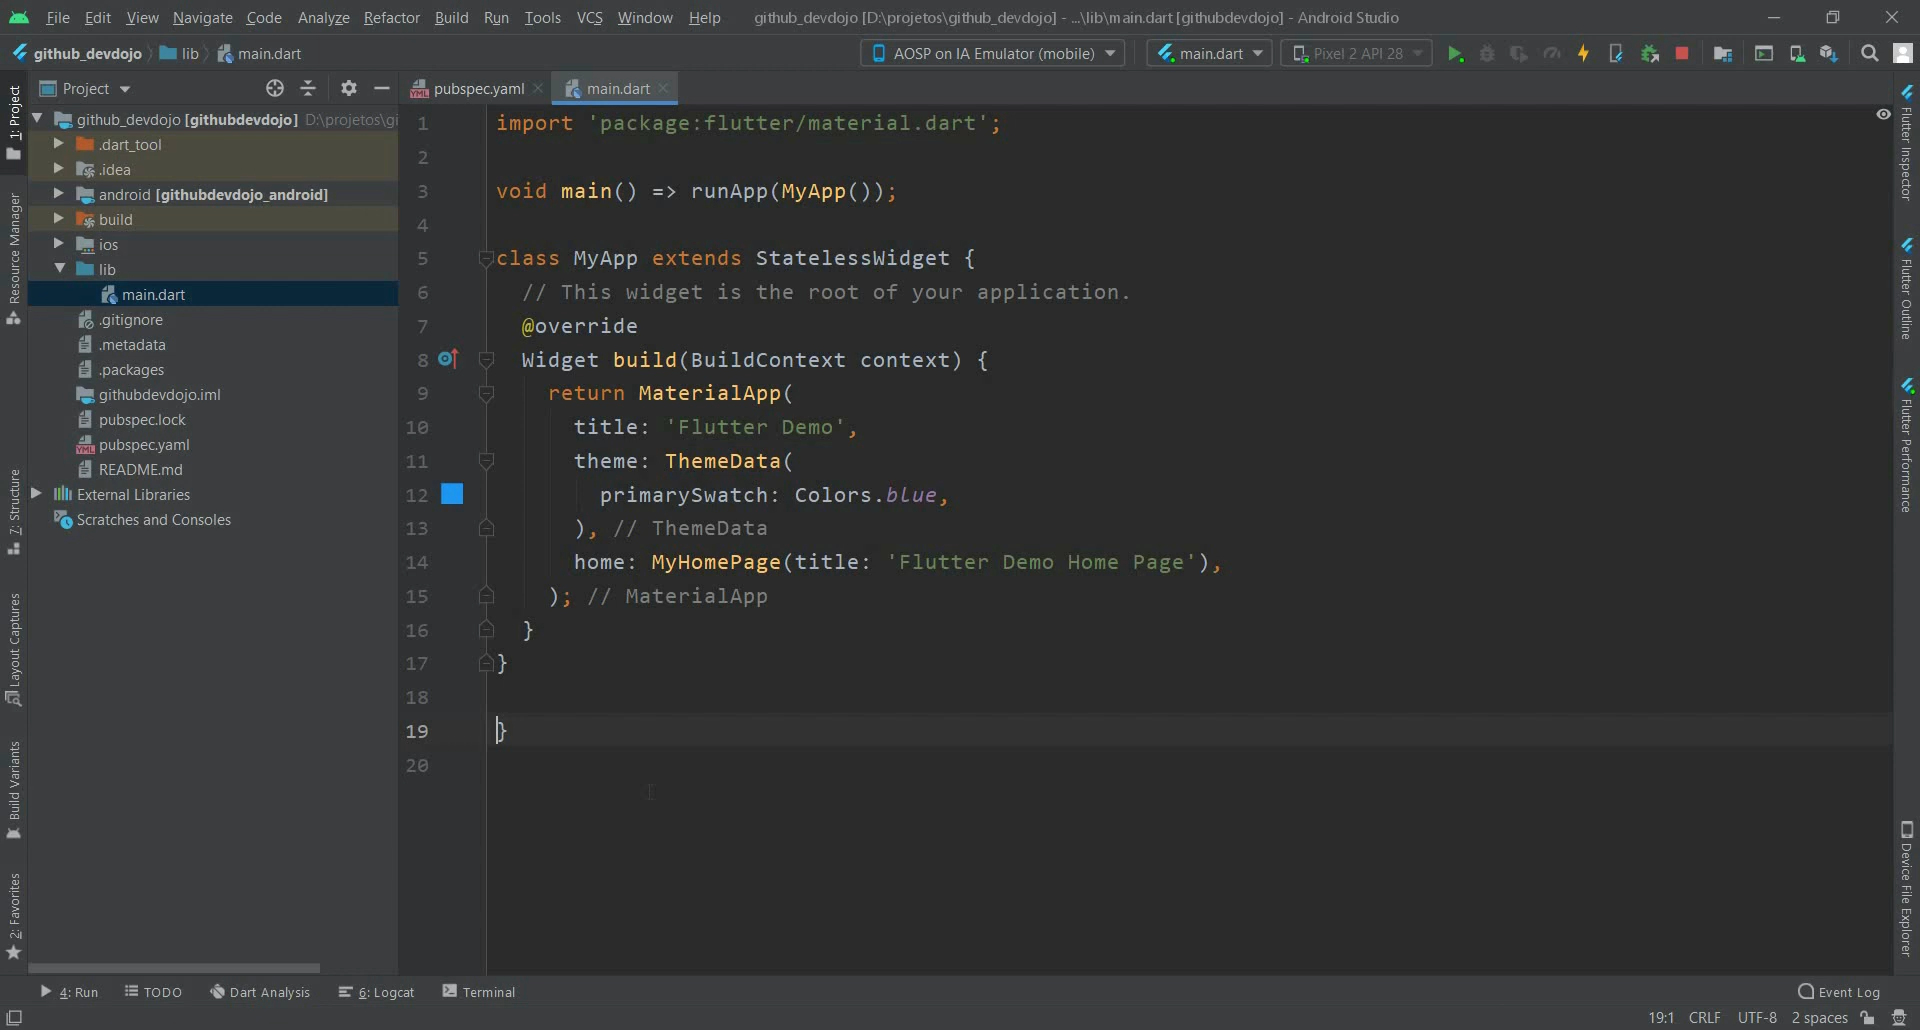 File Edit View Navigate Code Analyze Refactor Build Run Tools VCS Window Help github_devdojo [D:\projetos\github_devdojo] - ...\lib\main.dart [githubdevdojo] - Android Studio
github_devdojo lib main.dart AOSP on IA Emulator (mobile) main.dart Pixel 2 API 28
Project pubspec.yaml main.dart
github_devdojo [githubdevdojo] D:\projetos\gi
.dart_tool
.idea
android [githubdevdojo_android]
build
ios
lib
main.dart
.gitignore
.metadata
.packages
githubdevdojo.iml
pubspec.lock
pubspec.yaml
README.md
External Libraries
Scratches and Consoles
1: Project
Resource Manager
7: Structure
Layout Captures
Build Variants
2: Favorites
1 import 'package:flutter/material.dart';
2
3 void main() => runApp(MyApp());
4
5 class MyApp extends StatelessWidget {
6 // This widget is the root of your application.
7 @override
8 Widget build(BuildContext context) {
9 return MaterialApp(
10 title: 'Flutter Demo',
11 theme: ThemeData(
12 primarySwatch: Colors.blue,
13 ), // ThemeData
14 home: MyHomePage(title: 'Flutter Demo Home Page'),
15 ); // MaterialApp
16 }
17 }
18
19 }
20
Flutter Inspector
Flutter Outline
Flutter Performance
Device File Explorer
4: Run TODO Dart Analysis 6: Logcat Terminal Event Log
19:1 CRLF UTF-8 2 spaces